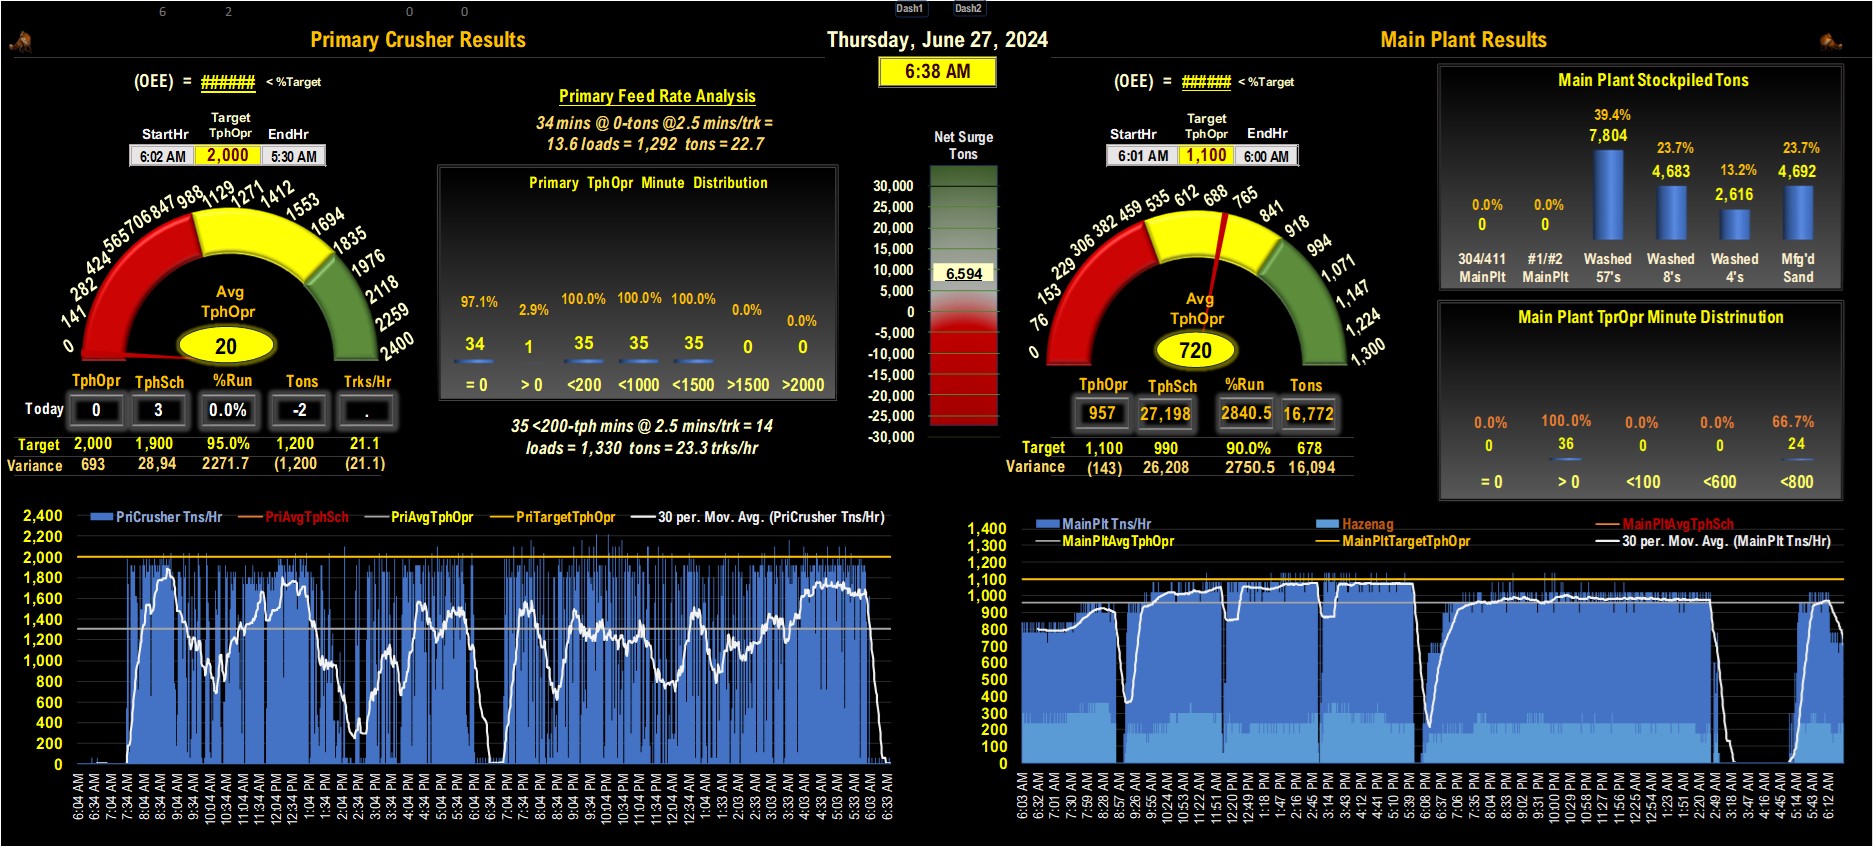 6 2 0 0 Dash1 Dash2
Primary Crusher Results
Thursday, June 27, 2024
Main Plant Results
6:38 AM
(OEE) = ###### < %Target
Target
StartHr TphOpr EndHr
6:02 AM 2,000 5:30 AM
0 141 282 424 565 706 847 988 1129 1271 1412 1553 1694 1835 1976 2118 2259 2400
Avg
TphOpr
20
TphOpr TphSch %Run Tons Trks/Hr
Today 0 3 0.0% -2 .
Target 2,000 1,900 95.0% 1,200 21.1
Variance 693 28,94 2271.7 (1,200) (21.1)
Primary Feed Rate Analysis
34 mins @ 0-tons @2.5 mins/trk =
13.6 loads = 1,292 tons = 22.7
Primary TphOpr Minute Distribution
97.1% 2.9% 100.0% 100.0% 100.0% 0.0% 0.0%
34 1 35 35 35 0 0
= 0 > 0 <200 <1000 <1500 >1500 >2000
35 <200-tph mins @ 2.5 mins/trk = 14
loads = 1,330 tons = 23.3 trks/hr
Net Surge
Tons
30,000
25,000
20,000
15,000
10,000
6,594
5,000
0
-5,000
-10,000
-15,000
-20,000
-25,000
-30,000
(OEE) = ###### < %Target
Target
StartHr TphOpr EndHr
6:01 AM 1,100 6:00 AM
0 76 153 229 306 382 459 535 612 688 765 841 918 994 1,071 1,147 1,224 1,300
Avg
TphOpr
720
TphOpr TphSch %Run Tons
957 27,198 2840.5 16,772
Target 1,100 990 90.0% 678
Variance (143) 26,208 2750.5 16,094
Main Plant Stockpiled Tons
0.0% 0.0% 39.4% 23.7% 13.2% 23.7%
0 0 7,804 4,683 2,616 4,692
304/411 #1/#2 Washed Washed Washed Mfg'd
MainPlt MainPlt 57's 8's 4's Sand
Main Plant TprOpr Minute Distrinution
0.0% 100.0% 0.0% 0.0% 66.7%
0 36 0 0 24
= 0 > 0 <100 <600 <800
PriCrusher Tns/Hr PriAvgTphSch PriAvgTphOpr PriTargetTphOpr 30 per. Mov. Avg. (PriCrusher Tns/Hr)
2,400
2,200
2,000
1,800
1,600
1,400
1,200
1,000
800
600
400
200
0
6:04 AM 6:34 AM 7:04 AM 7:34 AM 8:04 AM 8:34 AM 9:04 AM 9:34 AM 10:04 AM 10:34 AM 11:04 AM 11:34 AM 12:04 PM 12:34 PM 1:04 PM 1:34 PM 2:04 PM 2:34 PM 3:04 PM 3:34 PM 4:04 PM 4:34 PM 5:04 PM 5:34 PM 6:04 PM 6:34 PM 7:04 PM 7:34 PM 8:04 PM 8:34 PM 9:04 PM 9:34 PM 10:04 PM 10:34 PM 11:04 PM 11:34 PM 12:04 AM 12:34 AM 1:03 AM 1:33 AM 2:03 AM 2:33 AM 3:03 AM 3:33 AM 4:03 AM 4:33 AM 5:03 AM 5:33 AM 6:03 AM 6:33 AM
MainPlt Tns/Hr Hazenag MainPltAvgTphSch
MainPltAvgTphOpr MainPltTargetTphOpr 30 per. Mov. Avg. (MainPlt Tns/Hr)
1,400
1,300
1,200
1,100
1,000
900
800
700
600
500
400
300
200
100
0
6:03 AM 6:32 AM 7:01 AM 7:30 AM 7:59 AM 8:28 AM 8:57 AM 9:26 AM 9:55 AM 10:24 AM 10:53 AM 11:22 AM 11:51 AM 12:20 PM 12:49 PM 1:18 PM 1:47 PM 2:16 PM 2:45 PM 3:14 PM 3:43 PM 4:12 PM 4:41 PM 5:10 PM 5:39 PM 6:08 PM 6:37 PM 7:06 PM 7:35 PM 8:04 PM 8:33 PM 9:02 PM 9:31 PM 10:00 PM 10:29 PM 10:58 PM 11:27 PM 11:56 PM 12:25 AM 12:54 AM 1:23 AM 1:51 AM 2:20 AM 2:49 AM 3:18 AM 3:47 AM 4:16 AM 4:45 AM 5:14 AM 5:43 AM 6:12 AM